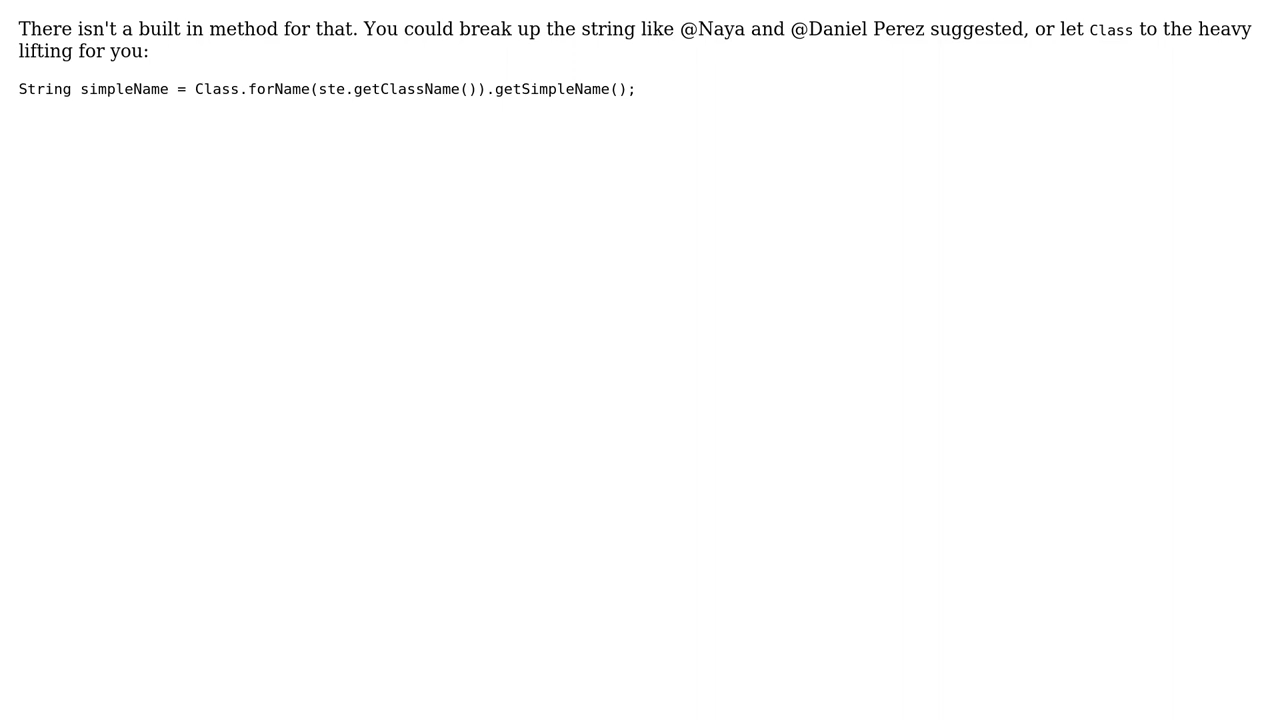 There isn't a built in method for that. You could break up the string like @Naya and @Daniel Perez suggested, or let Class to the heavy
lifting for you:
String simpleName = Class.forName(ste.getClassName()).getSimpleName();